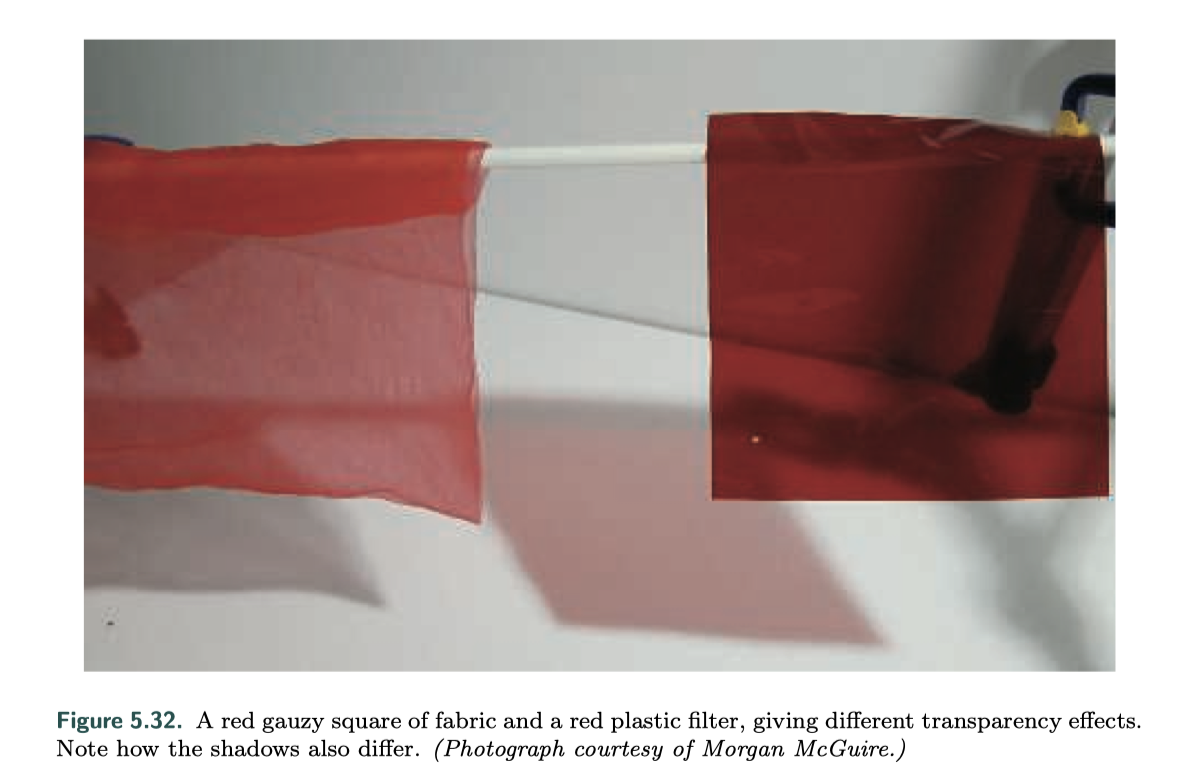 Figure 5.32. A red gauzy square of fabric and a red plastic filter, giving different transparency effects.
Note how the shadows also differ. (Photograph courtesy of Morgan McGuire.)